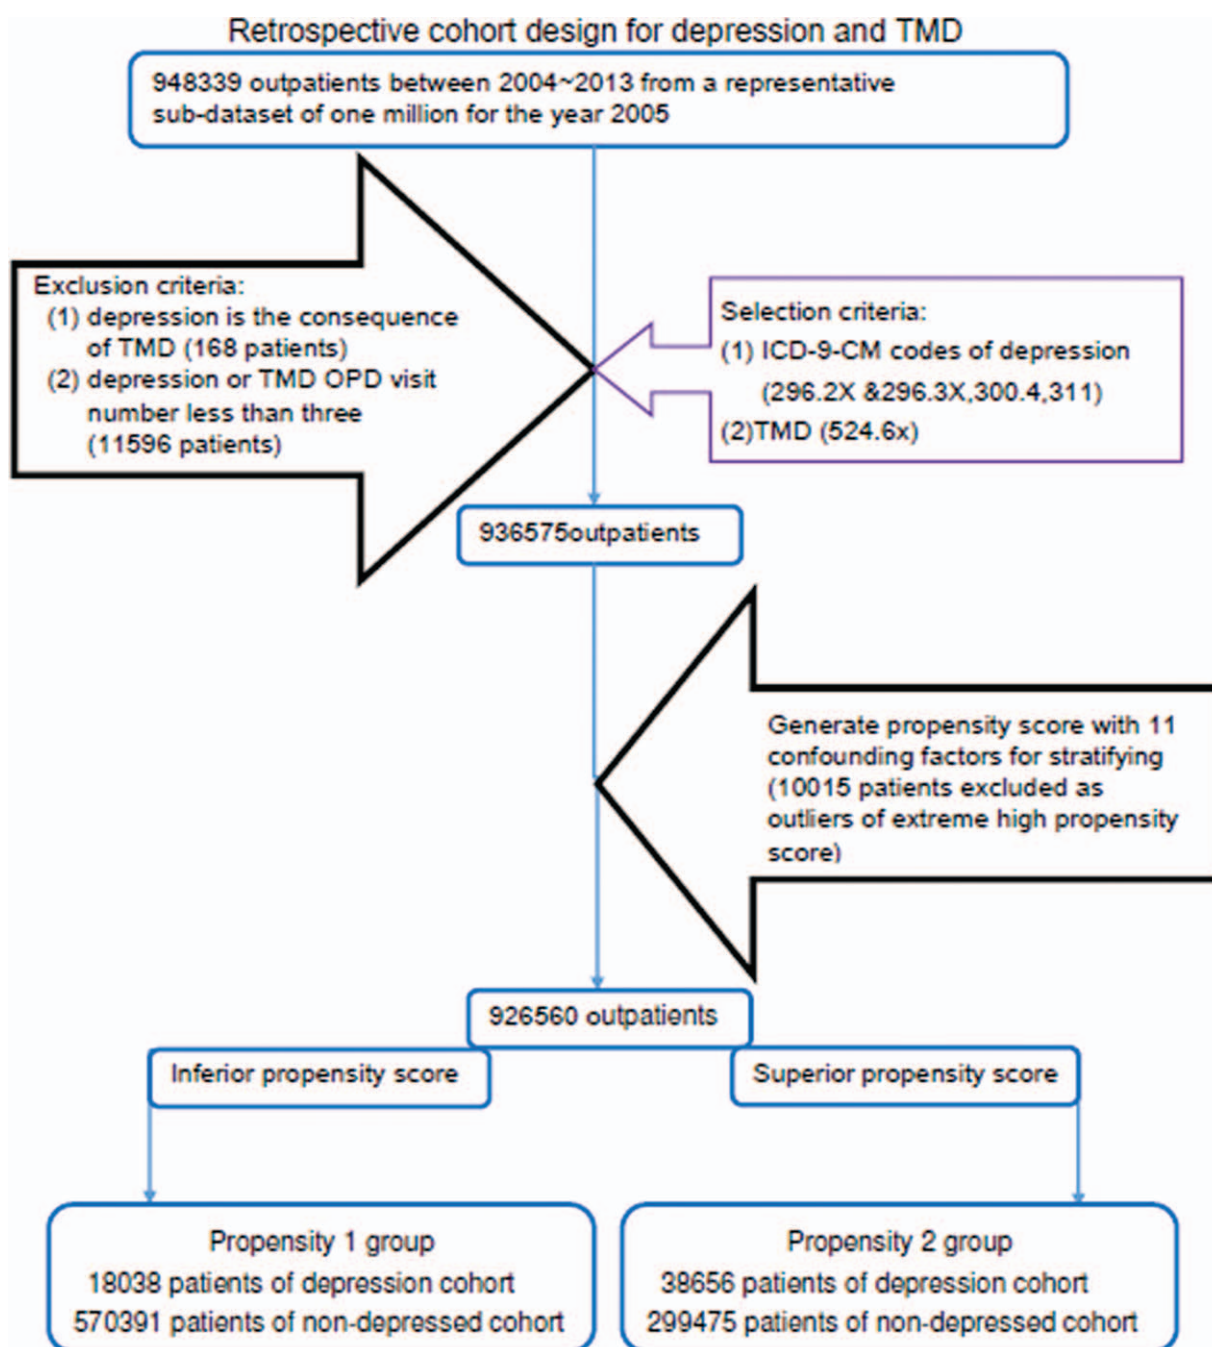 Retrospective cohort design for depression and TMD
948339 outpatients between 2004~2013 from a representative
sub-dataset of one million for the year 2005
Exclusion criteria:
(1) depression is the consequence
of TMD (168 patients)
(2) depression or TMD OPD visit
number less than three
(11596 patients)
Selection criteria:
(1) ICD-9-CM codes of depression
(296.2X &296.3X,300.4,311)
(2)TMD (524.6x)
936575outpatients
Generate propensity score with 11
confounding factors for stratifying
(10015 patients excluded as
outliers of extreme high propensity
score)
926560 outpatients
Inferior propensity score
Superior propensity score
Propensity 1 group
18038 patients of depression cohort
570391 patients of non-depressed cohort
Propensity 2 group
38656 patients of depression cohort
299475 patients of non-depressed cohort